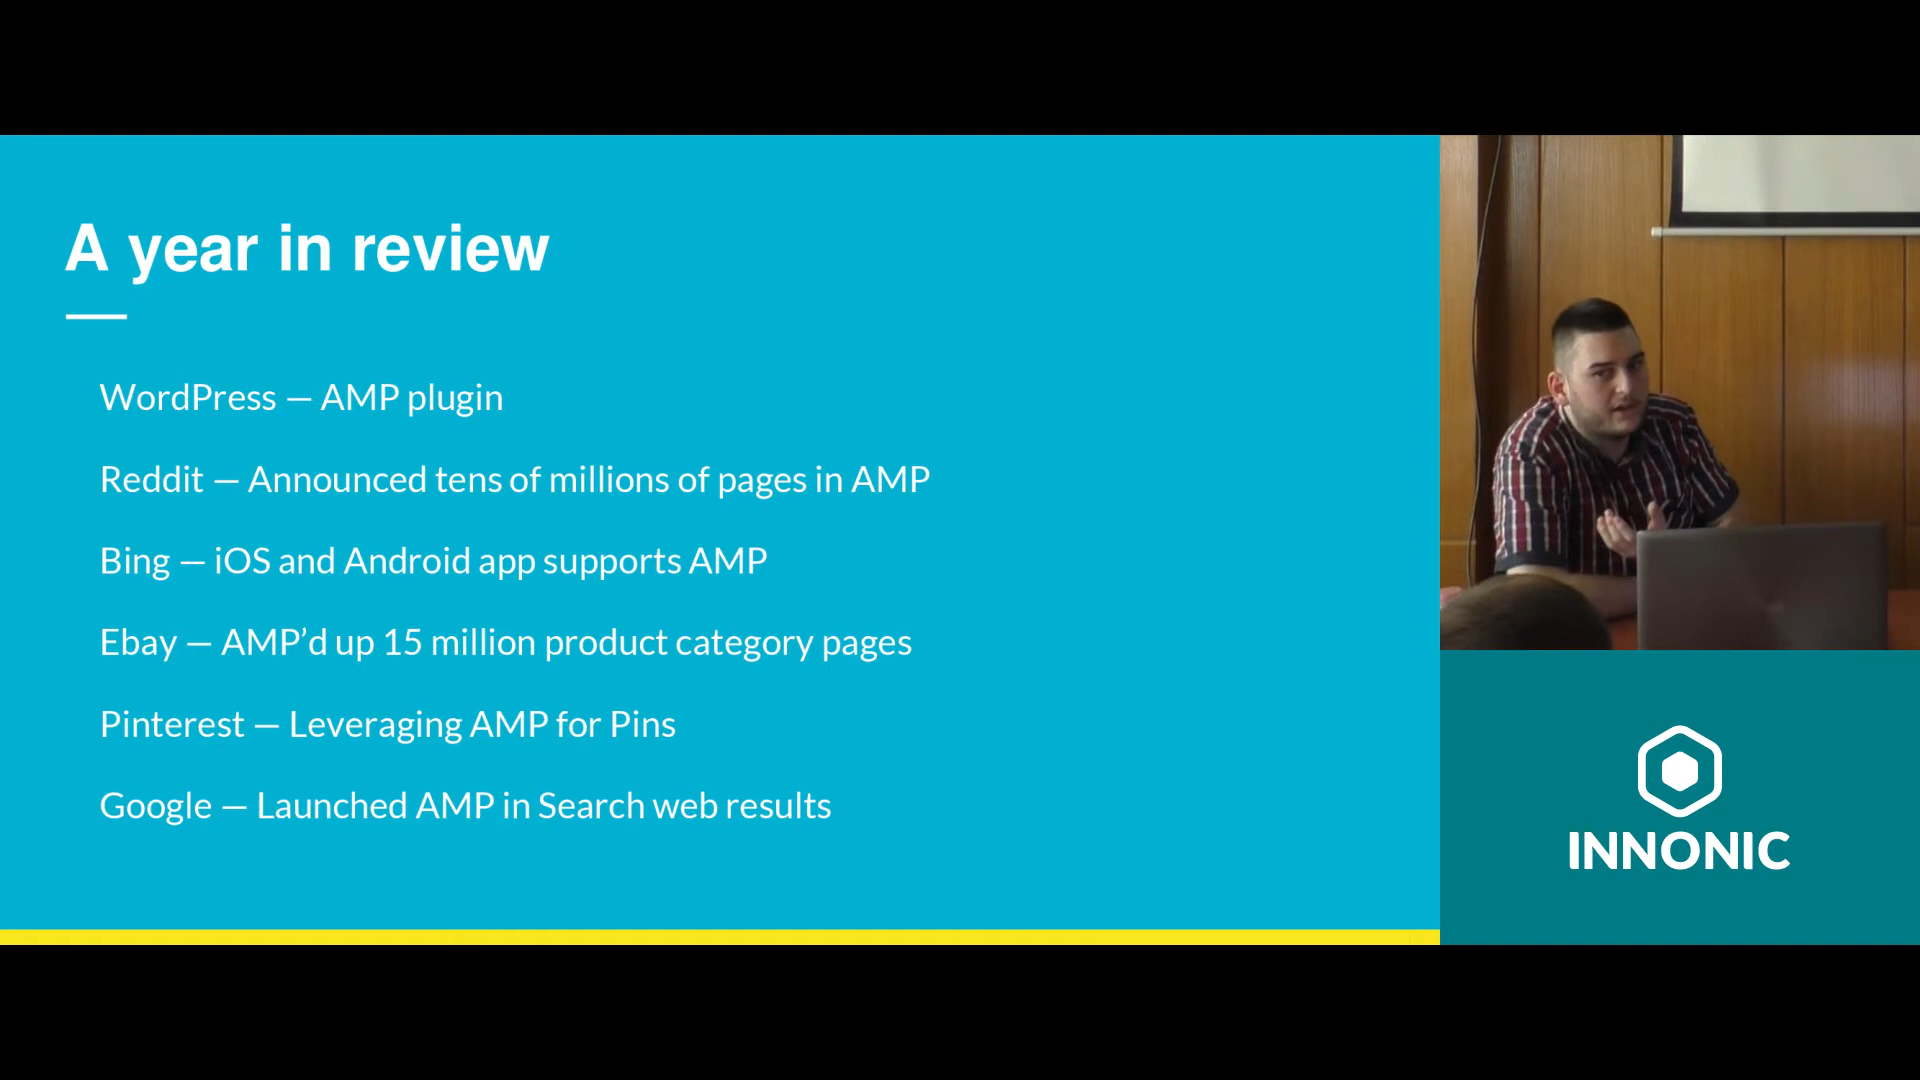 A year in review
WordPress — AMP plugin
Reddit — Announced tens of millions of pages in AMP
Bing — iOS and Android app supports AMP
Ebay — AMP’d up 15 million product category pages
Pinterest — Leveraging AMP for Pins
Google — Launched AMP in Search web results
INNONIC